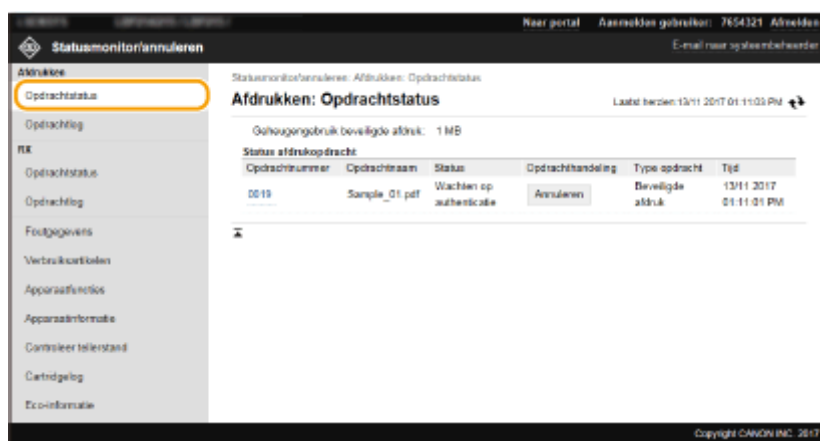 Naar portal Aanmelden gebruiker: 7654321 Afmelden
Statusmonitor/annuleren
E-mail naar systeembeheerder
Afdrukken
Opdrachtstatus
Opdrachtlog
RX
Opdrachtstatus
Opdrachtlog
Foutgegevens
Verbruiksartikelen
Apparaatfuncties
Apparaatinformatie
Controleer tellerstand
Cartridgelog
Eco-informatie
Statusmonitor/annuleren: Afdrukken: Opdrachtstatus
Afdrukken: Opdrachtstatus
Laatst herzien:13/11 2017 01:11:03 PM
Geheugengebruik beveiligde afdruk: 1 MB
Status afdrukopdracht
Opdrachtnummer Opdrachtnaam Status Opdrachthandeling Type opdracht Tijd
0019 Sample_01.pdf Wachten op authenticatie Annuleren Beveiligde afdruk 13/11 2017 01:11:01 PM
Copyright CANON INC. 2017